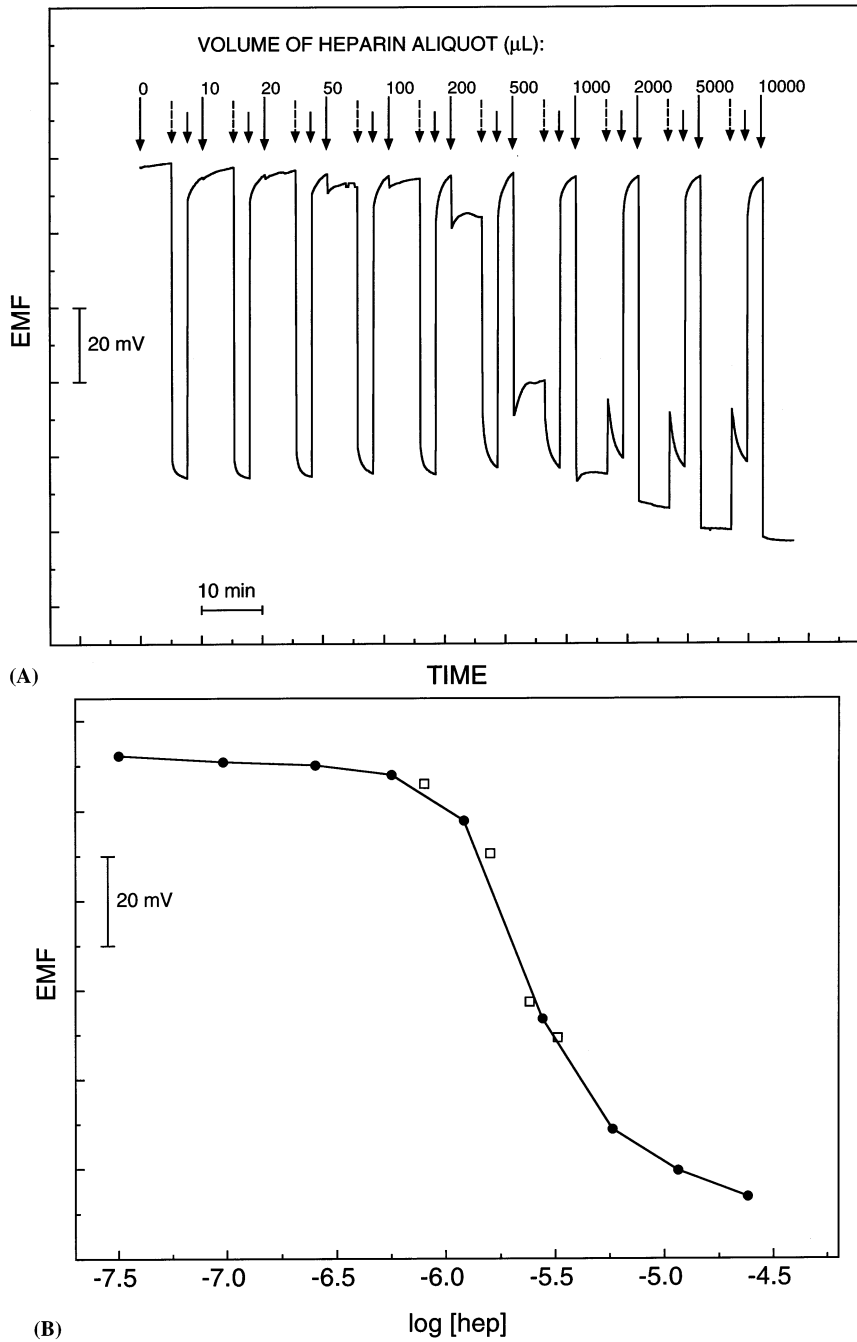 VOLUME OF HEPARIN ALIQUOT (μL):
0 10 20 50 100 200 500 1000 2000 5000 10000
EMF
20 mV
10 min
(A)
TIME
20 mV
EMF
-7.5 -7.0 -6.5 -6.0 -5.5 -5.0 -4.5
log [hep]
(B)